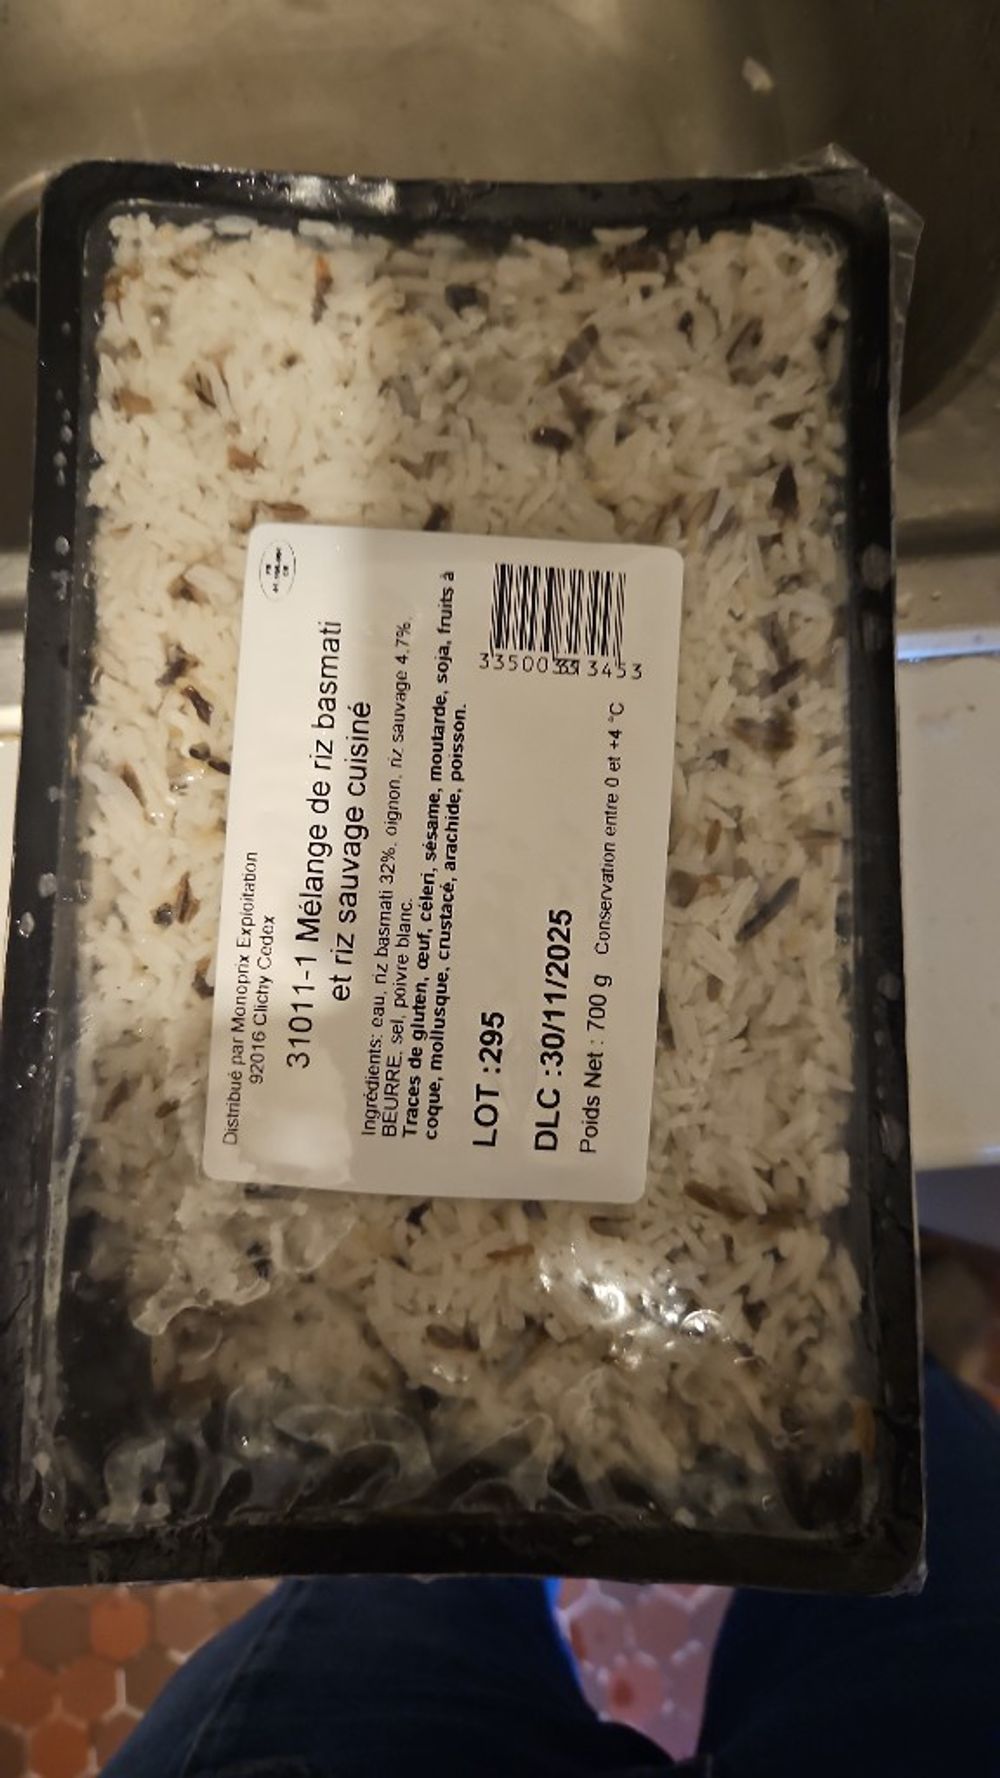 Distribué par Monoprix Exploitation
92016 Clichy Cedex
31011-1 Mélange de riz basmati
et riz sauvage cuisiné
Ingrédients: eau, riz basmati 32%, oignon, riz sauvage 4,7%,
BEURRE, sel, poivre blanc.
Traces de gluten, œuf, céleri, sésame, moutarde, soja, fruits à
coque, mollusque, crustacé, arachide, poisson.
LOT :295
DLC :30/11/2025
Poids Net : 700 g Conservation entre 0 et +4 °C
FR
CE